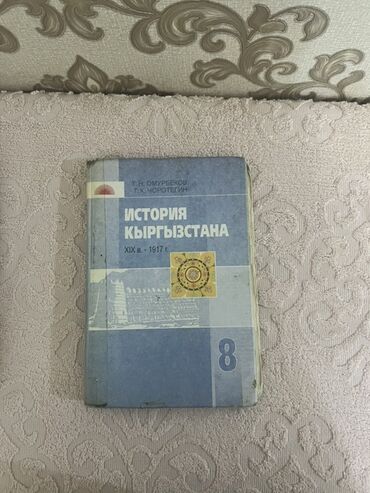 Т.Н. ОМУРБЕКОВ
Т.К. ЧОРОТЕГИН
ИСТОРИЯ
КЫРГЫЗСТАНА
XIX в. - 1917 г.
8